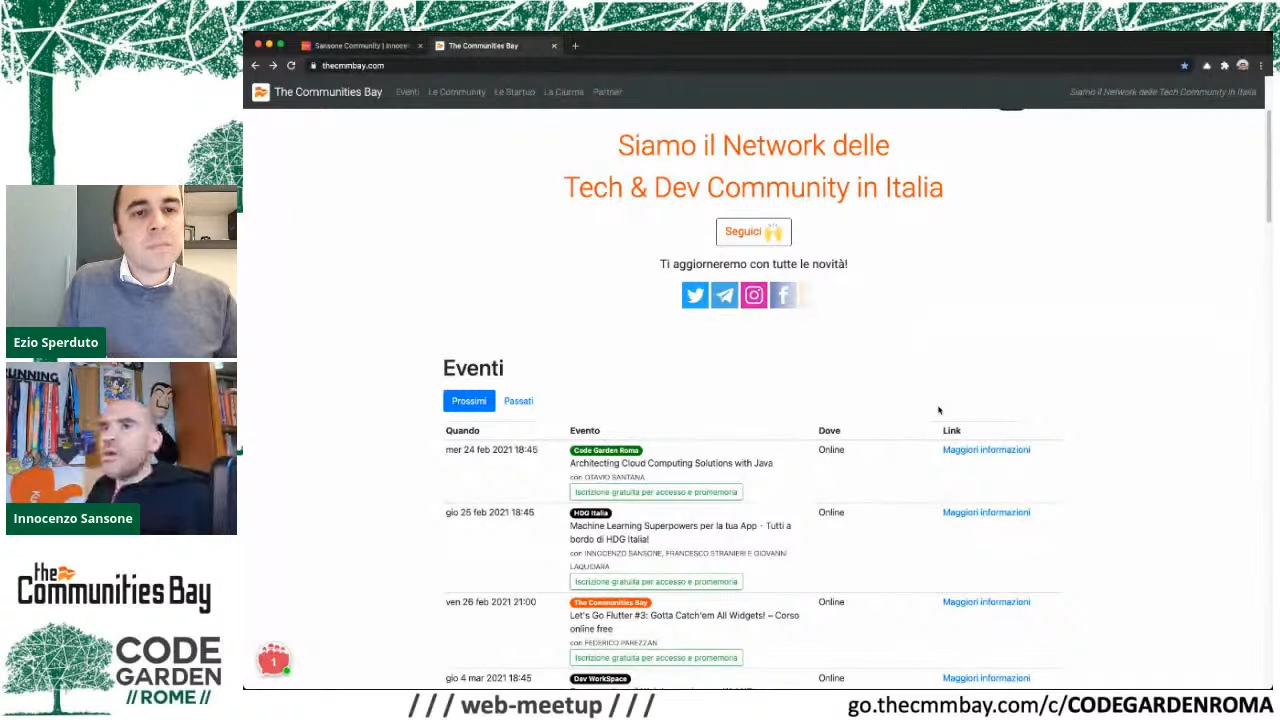 Sansone Community | Innoce
The Communities Bay
thecmmbay.com
The Communities Bay
Eventi
Le Community
Le Startup
La Ciurma
Partner
Siamo il Network delle Tech Community in Italia
Siamo il Network delle
Tech & Dev Community in Italia
Seguici
Ti aggiorneremo con tutte le novità!
Eventi
Prossimi
Passati
Quando Evento Dove Link
mer 24 feb 2021 18:45 Code Garden Roma Online Maggiori informazioni
Architecting Cloud Computing Solutions with Java
con OTAVIO SANTANA
Iscrizione gratuita per accesso e promemoria
gio 25 feb 2021 18:45 HDG Italia Online Maggiori informazioni
Machine Learning Superpowers per la tua App - Tutti a
bordo di HDG Italia!
con INNOCENZO SANSONE, FRANCESCO STRANIERI E GIOVANNI
LAQUIDARA
Iscrizione gratuita per accesso e promemoria
ven 26 feb 2021 21:00 The Communities Bay Online Maggiori informazioni
Let's Go Flutter #3: Gotta Catch'em All Widgets! – Corso
online free
con FEDERICO PAREZZAN
Iscrizione gratuita per accesso e promemoria
gio 4 mar 2021 18:45 Dev WorkSpace Online Maggiori informazioni
1
Ezio Sperduto
RUNNING
Innocenzo Sansone
the
Communities Bay
CODE
GARDEN
// ROME //
/ / / web-meetup / / /
go.thecmmbay.com/c/CODEGARDENROMA